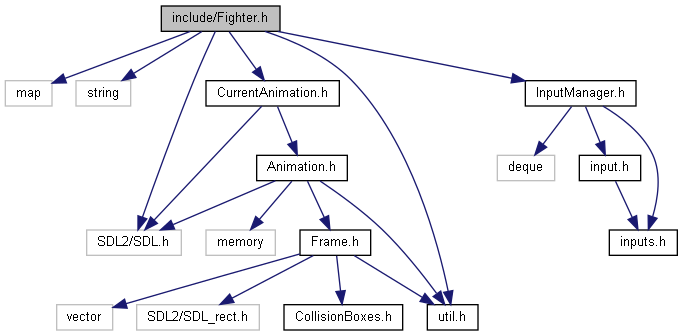 include/Fighter.h
map
string
CurrentAnimation.h
InputManager.h
Animation.h
deque
input.h
SDL2/SDL.h
memory
Frame.h
inputs.h
vector
SDL2/SDL_rect.h
CollisionBoxes.h
util.h